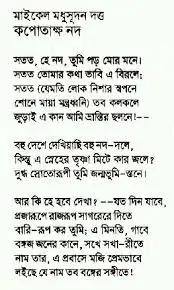 মাইকেল মধুসূদন দত্ত
কপোতাক্ষ নদ
সতত, হে নদ, তুমি পড় মোর মনে।
সতত তোমার কথা ভাবি এ বিরলে;
সতত (যেমতি লোক নিশার স্বপনে
শোনে মায়া মন্ত্রধ্বনি) তব কলকলে
জুড়াই এ কান আমি ভ্রান্তির ছলনে!--
বহু দেশে দেখিয়াছি বহু নদ-দলে,
কিন্তু এ স্নেহের তৃষ্ণা মিটে কার জলে?
দুগ্ধ স্রোতোরূপী তুমি জন্মভূমি-স্তনে।
আর কি হে হবে দেখা? --যত দিন যাবে,
প্রজারূপে রাজরূপ সাগরেরে দিতে
বারি-রূপ কর তুমি; এ মিনতি, গাবে
বঙ্গজ জনের কানে, সখে সখা-রীতে
নাম তার, এ প্রবাসে মজি প্রেমভাবে
লইছে যে নাম তব বঙ্গের সঙ্গীতে!